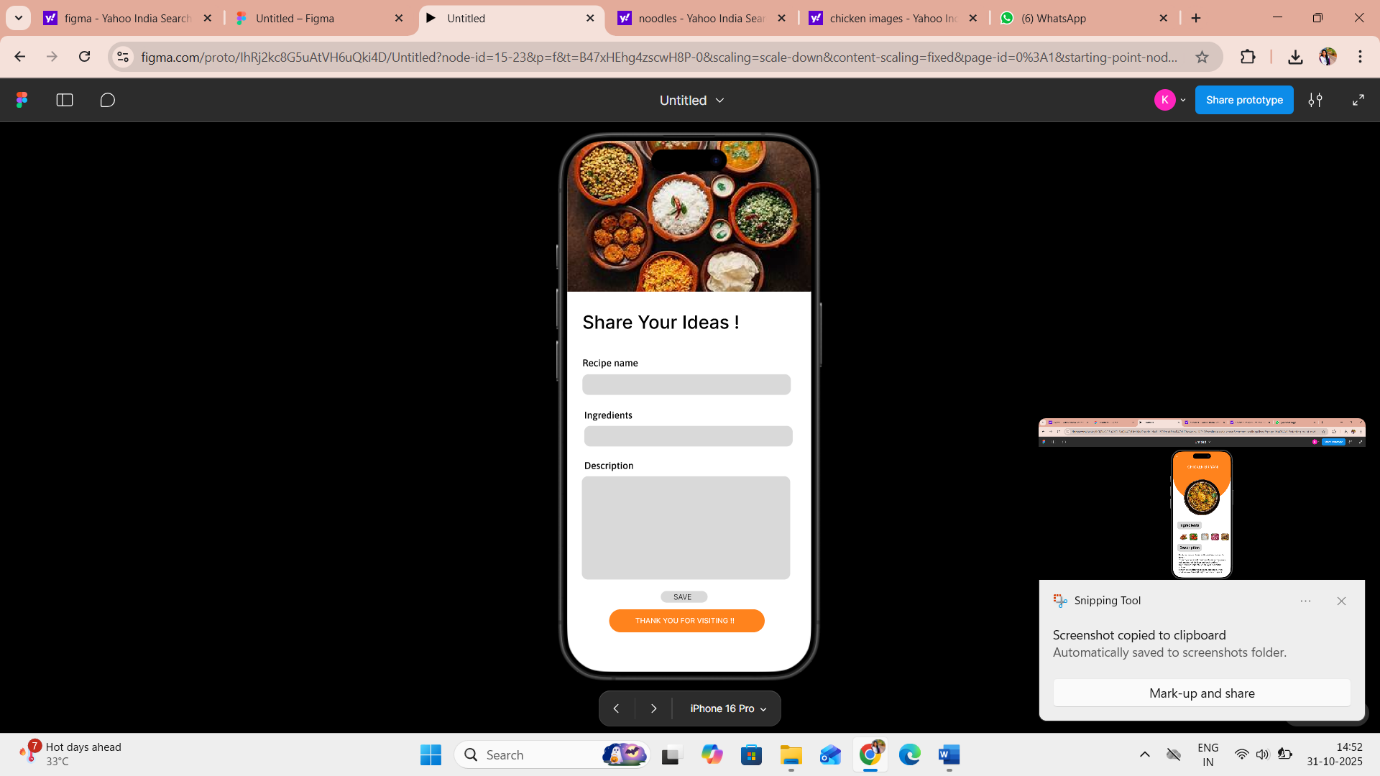 figma - Yahoo India Search
Untitled – Figma
Untitled
noodles - Yahoo India Sear
chicken images - Yahoo Inc
(6) WhatsApp
figma.com/proto/IhRj2kc8G5uAtVH6uQki4D/Untitled?node-id=15-23&p=f&t=B47xHEhg4zscwH8P-0&scaling=scale-down&content-scaling=fixed&page-id=0%3A1&starting-point-nod...
Untitled
K
Share prototype
Share Your Ideas !
Recipe name
Ingredients
Description
SAVE
THANK YOU FOR VISITING !!
iPhone 16 Pro
Ingredients
Description
Snipping Tool
Screenshot copied to clipboard
Automatically saved to screenshots folder.
Mark-up and share
7
Hot days ahead
33°C
Search
ENG
IN
14:52
31-10-2025